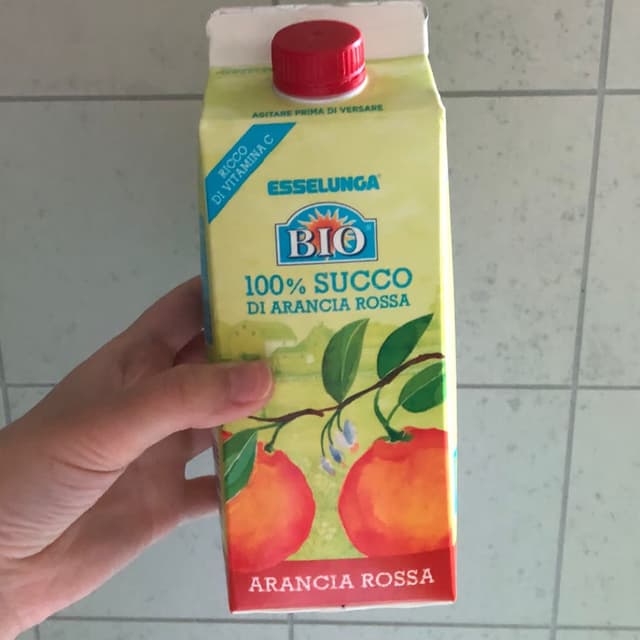 AGITARE PRIMA DI VERSARE
RICCO
DI VITAMINA C
ESSELUNGA
BIO
100% SUCCO
DI ARANCIA ROSSA
ARANCIA ROSSA